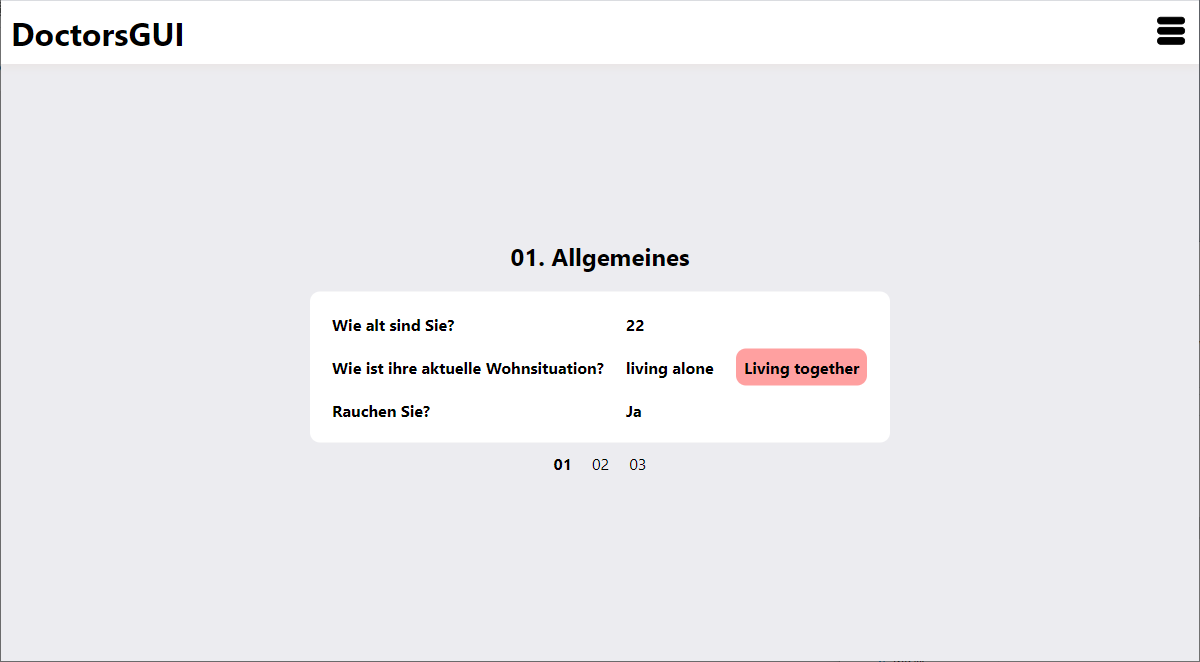 DoctorsGUI
01. Allgemeines
Wie alt sind Sie? 22
Wie ist ihre aktuelle Wohnsituation? living alone Living together
Rauchen Sie? Ja
01 02 03